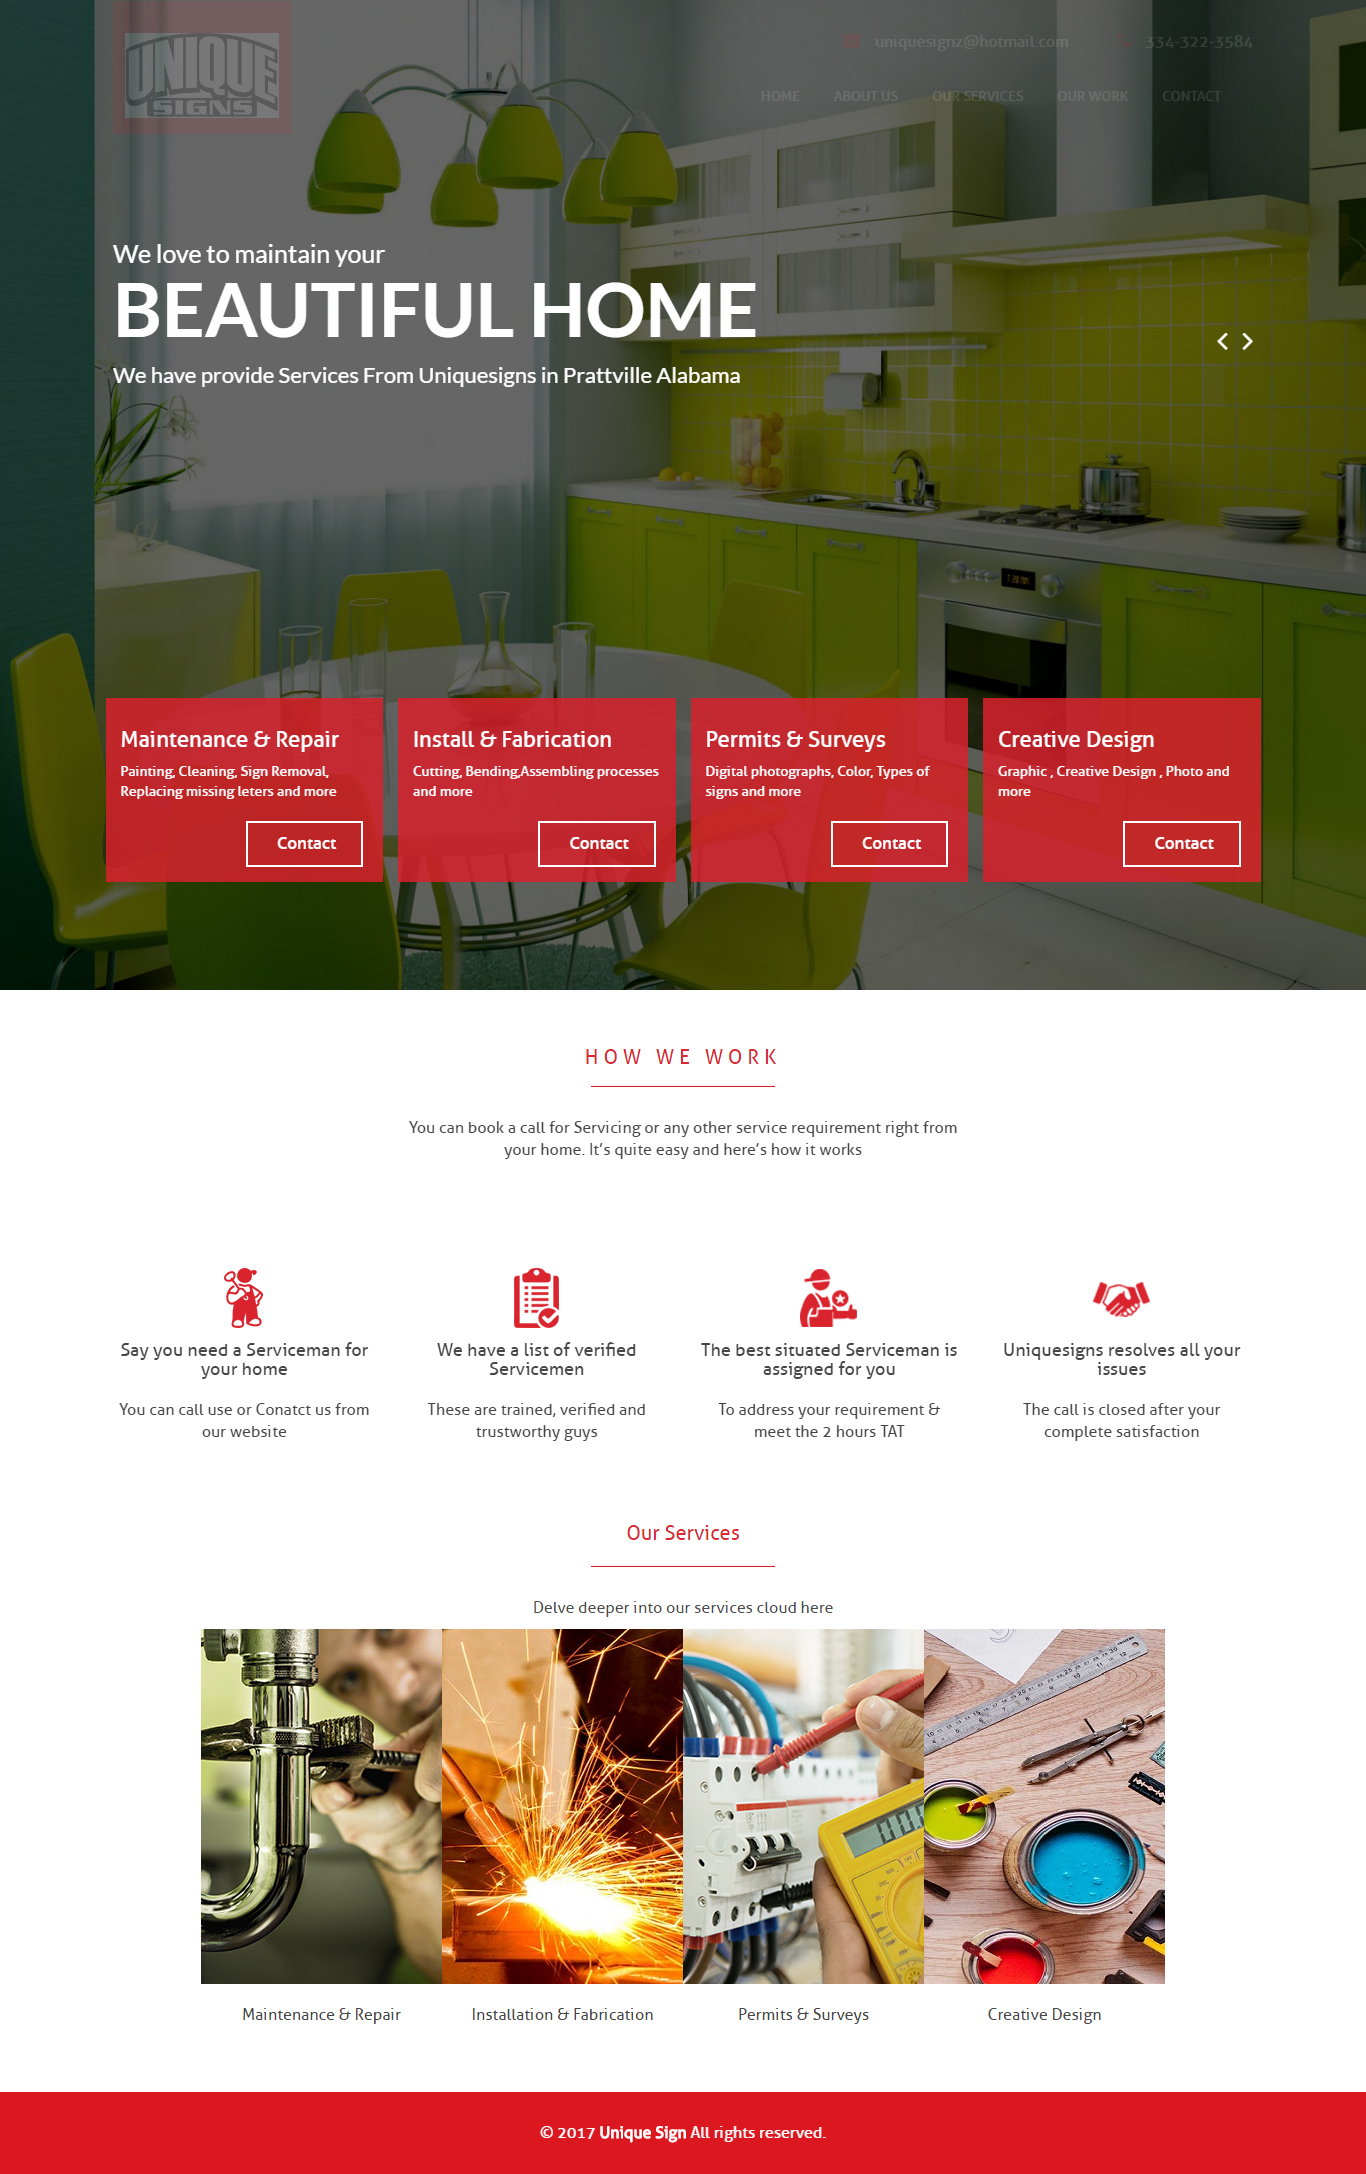 UNIQUE
SIGNS
uniquesignz@hotmail.com
334-322-3584
HOME
ABOUT US
OUR SERVICES
OUR WORK
CONTACT
We love to maintain your
BEAUTIFUL HOME
We have provide Services From Uniquesigns in Prattville Alabama
Maintenance & Repair
Painting, Cleaning, Sign Removal,
Replacing missing leters and more
Contact
Install & Fabrication
Cutting, Bending,Assembling processes
and more
Contact
Permits & Surveys
Digital photographs, Color, Types of
signs and more
Contact
Creative Design
Graphic , Creative Design , Photo and
more
Contact
HOW WE WORK
You can book a call for Servicing or any other service requirement right from
your home. It's quite easy and here's how it works
Say you need a Serviceman for
your home
You can call use or Conatct us from
our website
We have a list of verified
Servicemen
These are trained, verified and
trustworthy guys
The best situated Serviceman is
assigned for you
To address your requirement &
meet the 2 hours TAT
Uniquesigns resolves all your
issues
The call is closed after your
complete satisfaction
Our Services
Delve deeper into our services cloud here
Maintenance & Repair
Installation & Fabrication
Permits & Surveys
Creative Design
© 2017 Unique Sign All rights reserved.